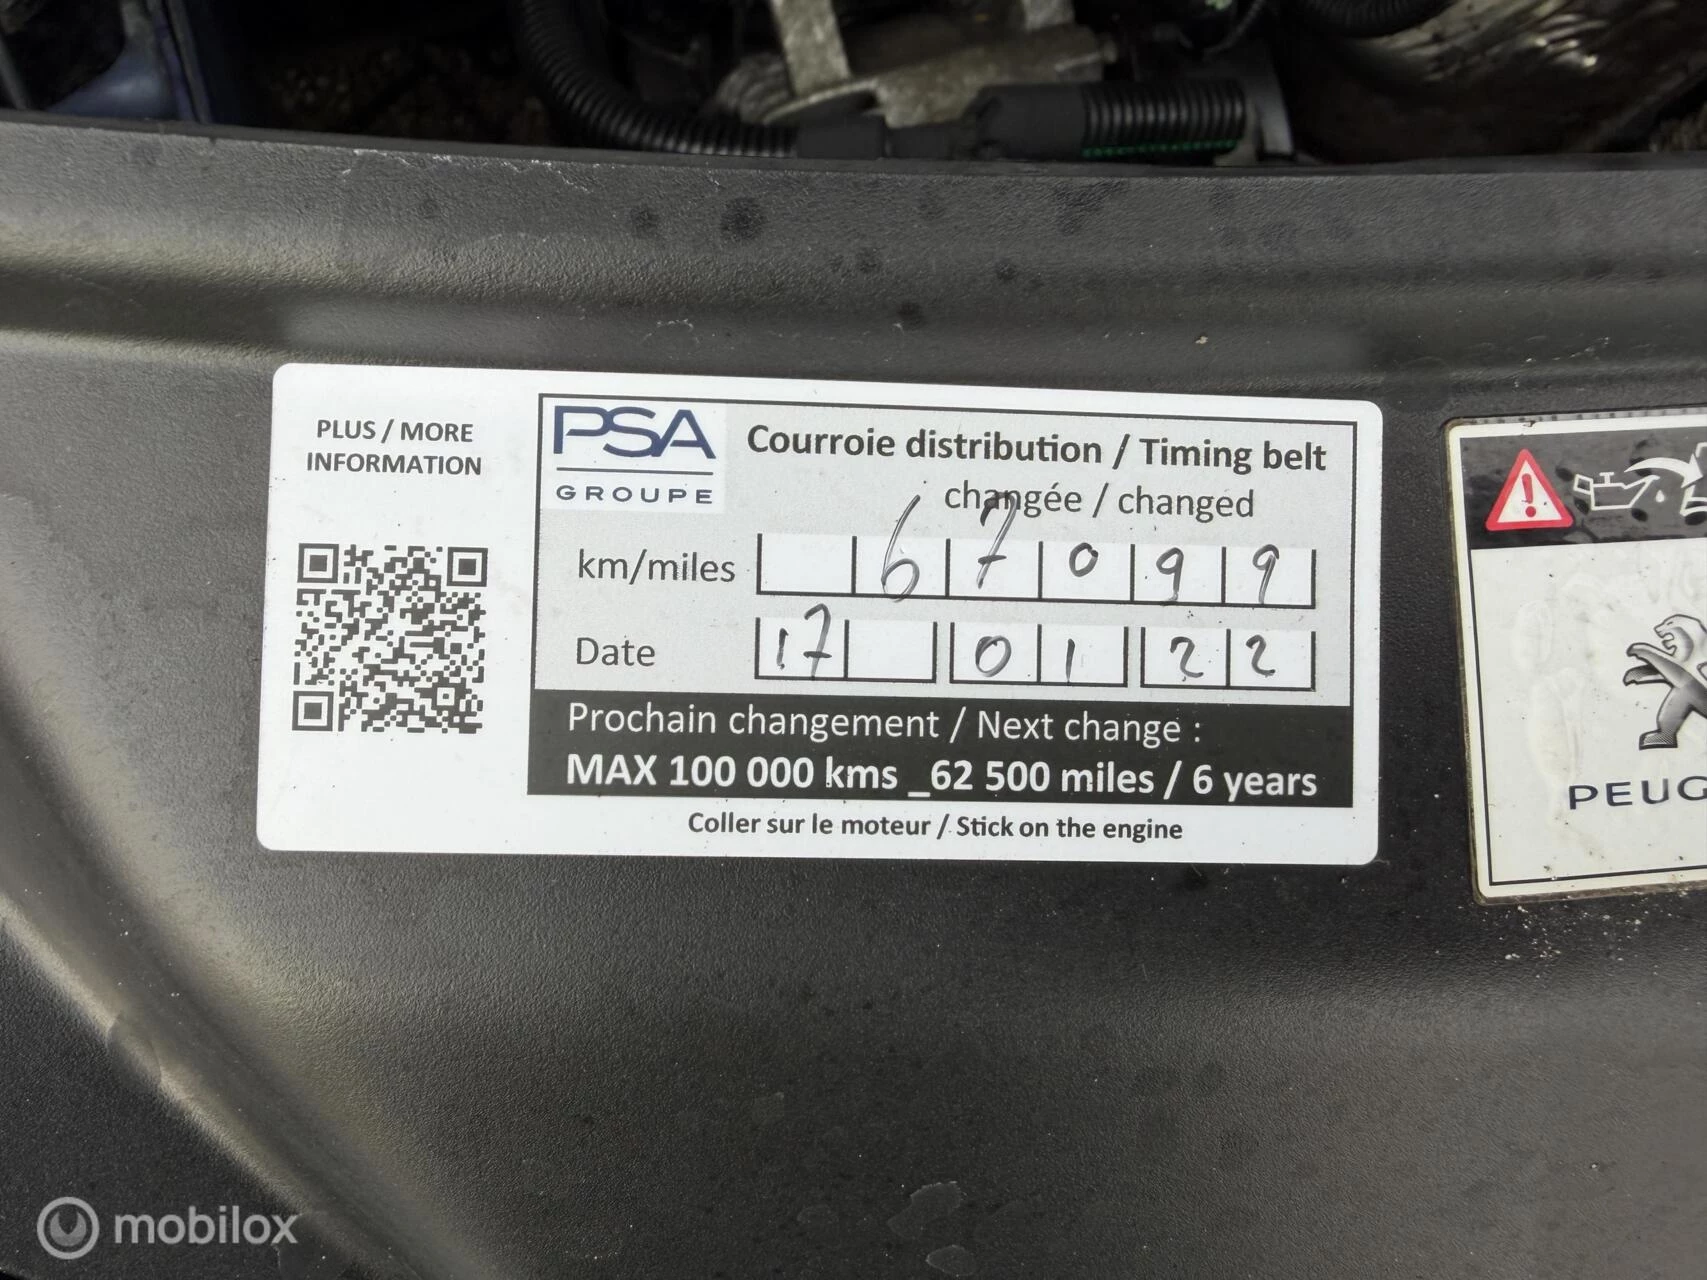 PLUS / MORE
INFORMATION
PSA
GROUPE
Courroie distribution / Timing belt
changée / changed
km/miles 67099
Date 17 01 22
Prochain changement / Next change :
MAX 100 000 kms _62 500 miles / 6 years
Coller sur le moteur / Stick on the engine
PEUG
mobilox